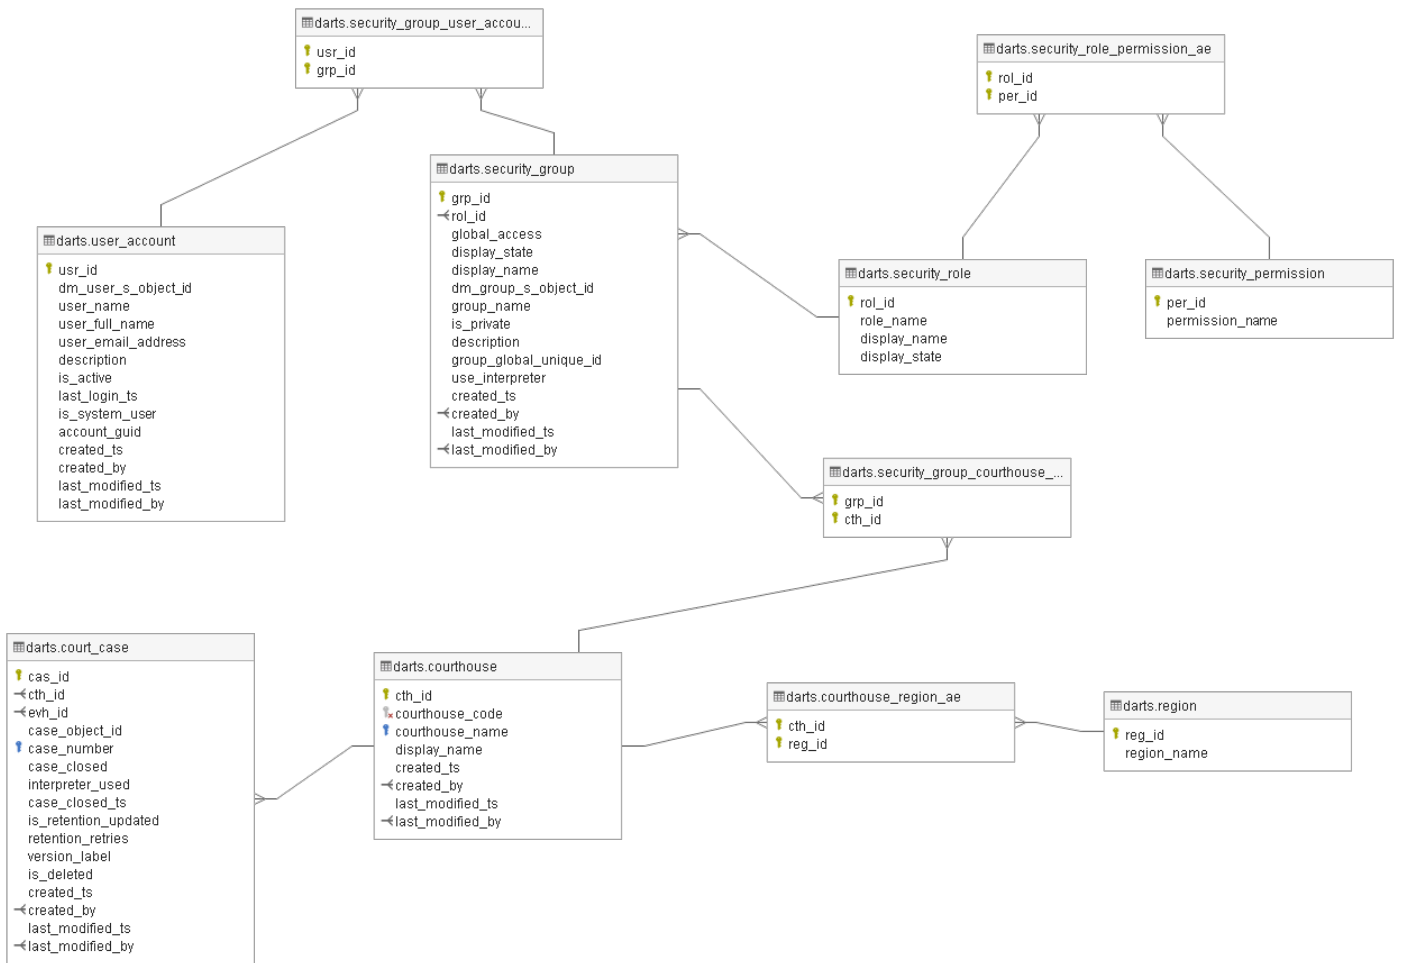 darts.security_group_user_accou...
usr_id
grp_id
darts.security_role_permission_ae
rol_id
per_id
darts.security_group
grp_id
rol_id
global_access
display_state
display_name
dm_group_s_object_id
group_name
is_private
description
group_global_unique_id
use_interpreter
created_ts
created_by
last_modified_ts
last_modified_by
darts.user_account
usr_id
dm_user_s_object_id
user_name
user_full_name
user_email_address
description
is_active
last_login_ts
is_system_user
account_guid
created_ts
created_by
last_modified_ts
last_modified_by
darts.security_role
rol_id
role_name
display_name
display_state
darts.security_permission
per_id
permission_name
darts.security_group_courthouse_...
grp_id
cth_id
darts.court_case
cas_id
cth_id
evh_id
case_object_id
case_number
case_closed
interpreter_used
case_closed_ts
is_retention_updated
retention_retries
version_label
is_deleted
created_ts
created_by
last_modified_ts
last_modified_by
darts.courthouse
cth_id
courthouse_code
courthouse_name
display_name
created_ts
created_by
last_modified_ts
last_modified_by
darts.courthouse_region_ae
cth_id
reg_id
darts.region
reg_id
region_name